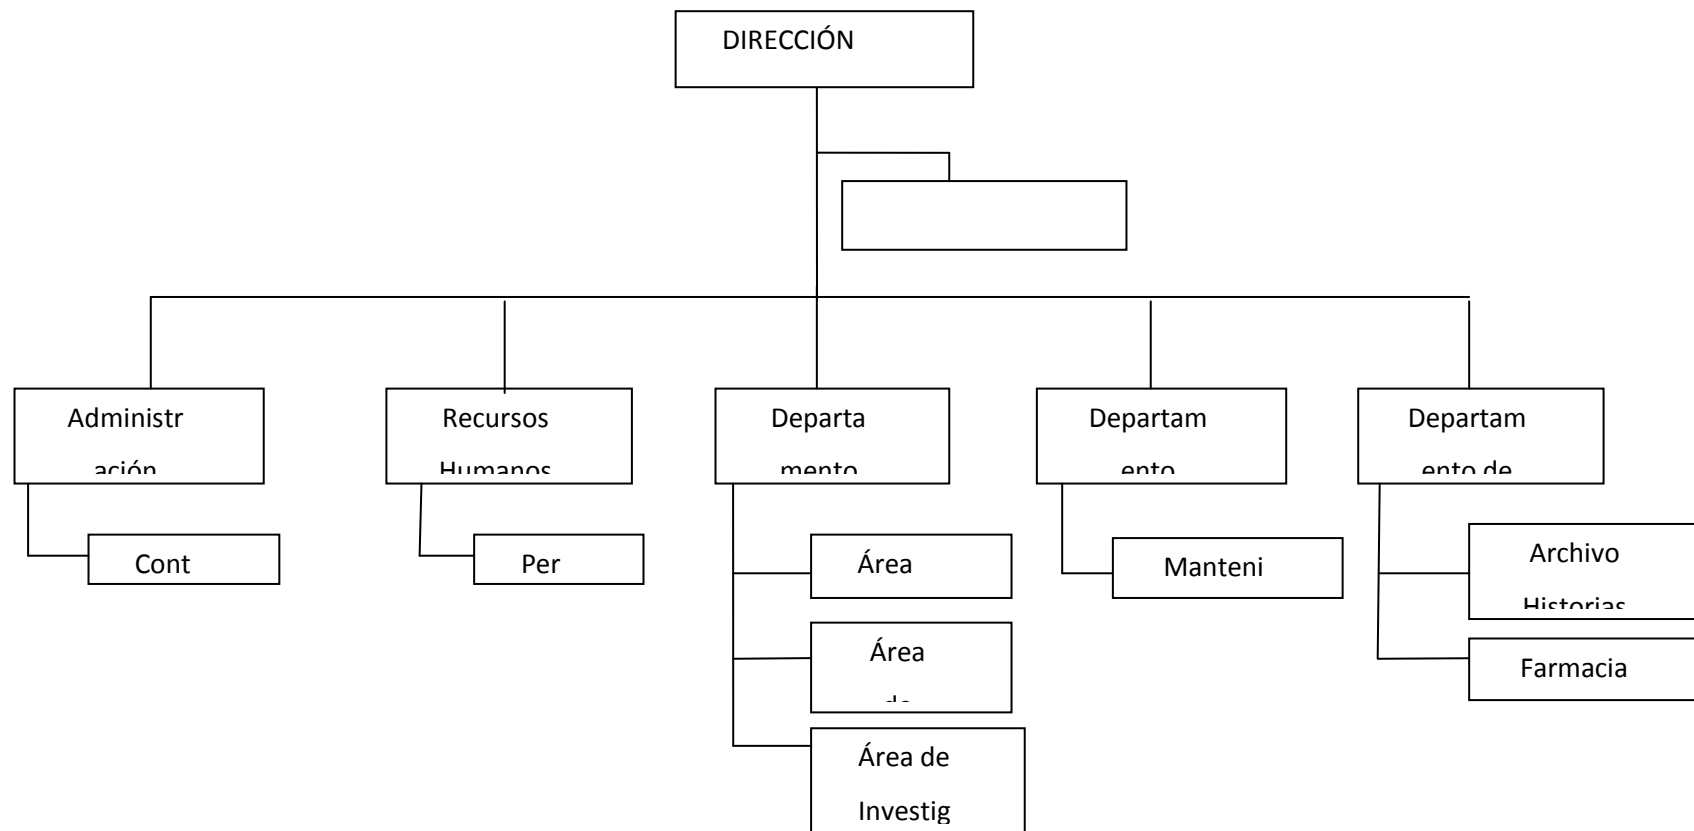 DIRECCIÓN
Administr
ación
Recursos
Humanos
Departa
mento
Departam
ento
Departam
ento de
Cont
Per
Área
Manteni
Archivo
Historias
Área
de
Farmacia
Área de
Investig